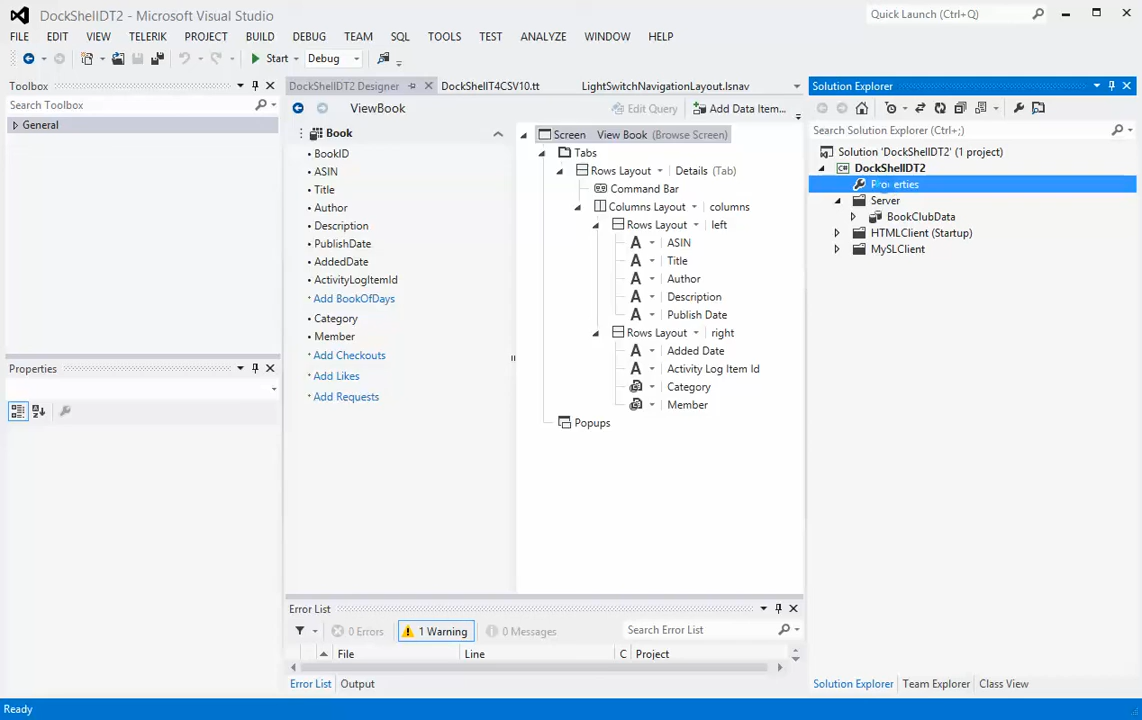 DockShellDT2 - Microsoft Visual Studio
Quick Launch (Ctrl+Q)
FILE EDIT VIEW TELERIK PROJECT BUILD DEBUG TEAM SQL TOOLS TEST ANALYZE WINDOW HELP
Start Debug
Toolbox
Search Toolbox
General
Properties
DockShellDT2 Designer
DockShellT4CSV10.tt
LightSwitchNavigationLayout.lsnav
ViewBook
Edit Query
Add Data Item...
Book
BookID
ASIN
Title
Author
Description
PublishDate
AddedDate
ActivityLogItemId
Add BookOfDays
Category
Member
Add Checkouts
Add Likes
Add Requests
Screen View Book (Browse Screen)
Tabs
Rows Layout Details (Tab)
Command Bar
Columns Layout columns
Rows Layout left
A ASIN
A Title
A Author
A Description
A Publish Date
Rows Layout right
A Added Date
A Activity Log Item Id
Category
Member
Popups
Error List
0 Errors
1 Warning
0 Messages
Search Error List
File Line C Project
Error List Output
Solution Explorer
Search Solution Explorer (Ctrl+;)
Solution 'DockShellDT2' (1 project)
C# DockShellDT2
Properties
Server
BookClubData
HTMLClient (Startup)
MySLClient
Solution Explorer Team Explorer Class View
Ready